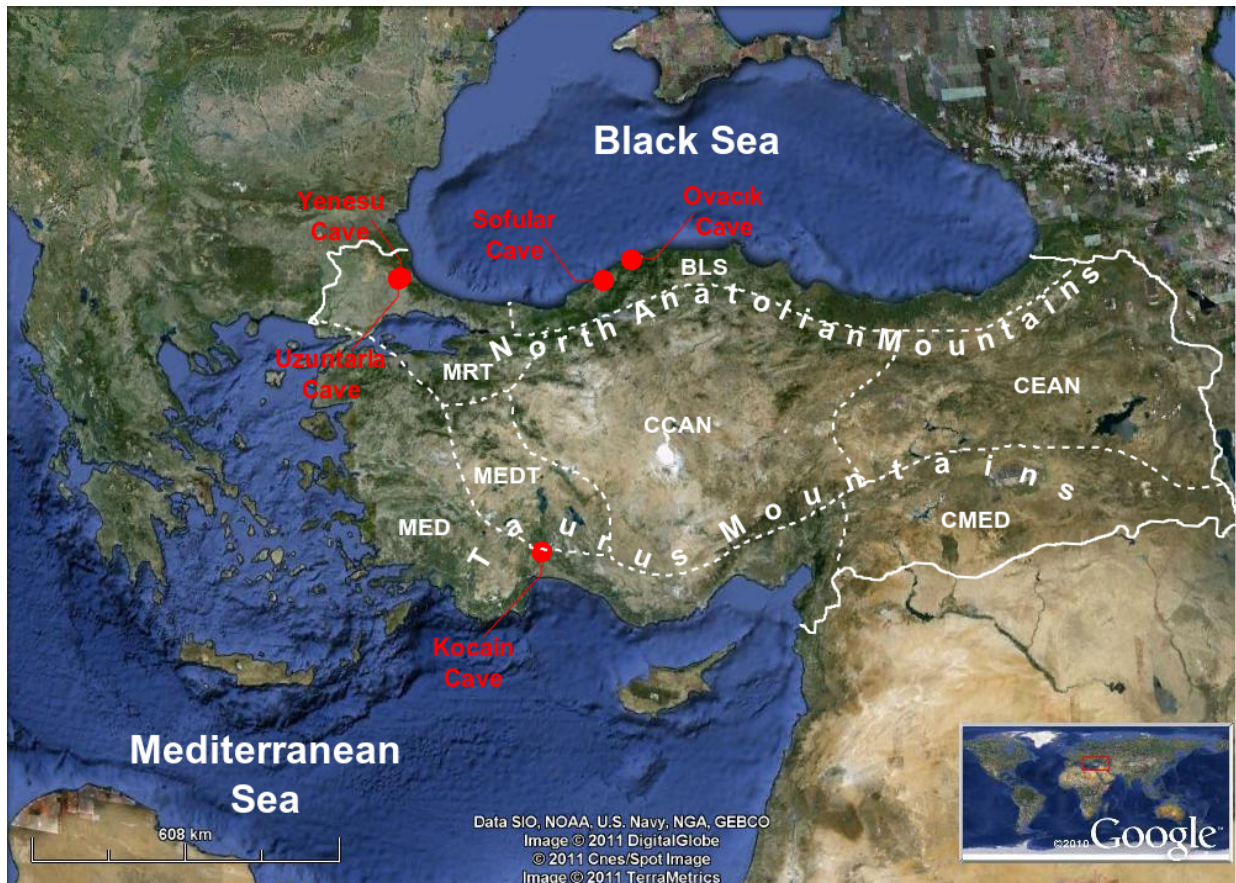 Black Sea
Yenesu
Cave
Sofular
Cave
Ovacık
Cave
BLS
North Anatolian Mountains
Uzuntarla
Cave
MRT
CEAN
CCAN
MEDT
MED
Taurus Mountains
CMED
Kocain
Cave
Mediterranean
Sea
608 km
Data SIO, NOAA, U.S. Navy, NGA, GEBCO
Image © 2011 DigitalGlobe
© 2011 Cnes/Spot Image
Image © 2011 TerraMetrics
©2010 Google™